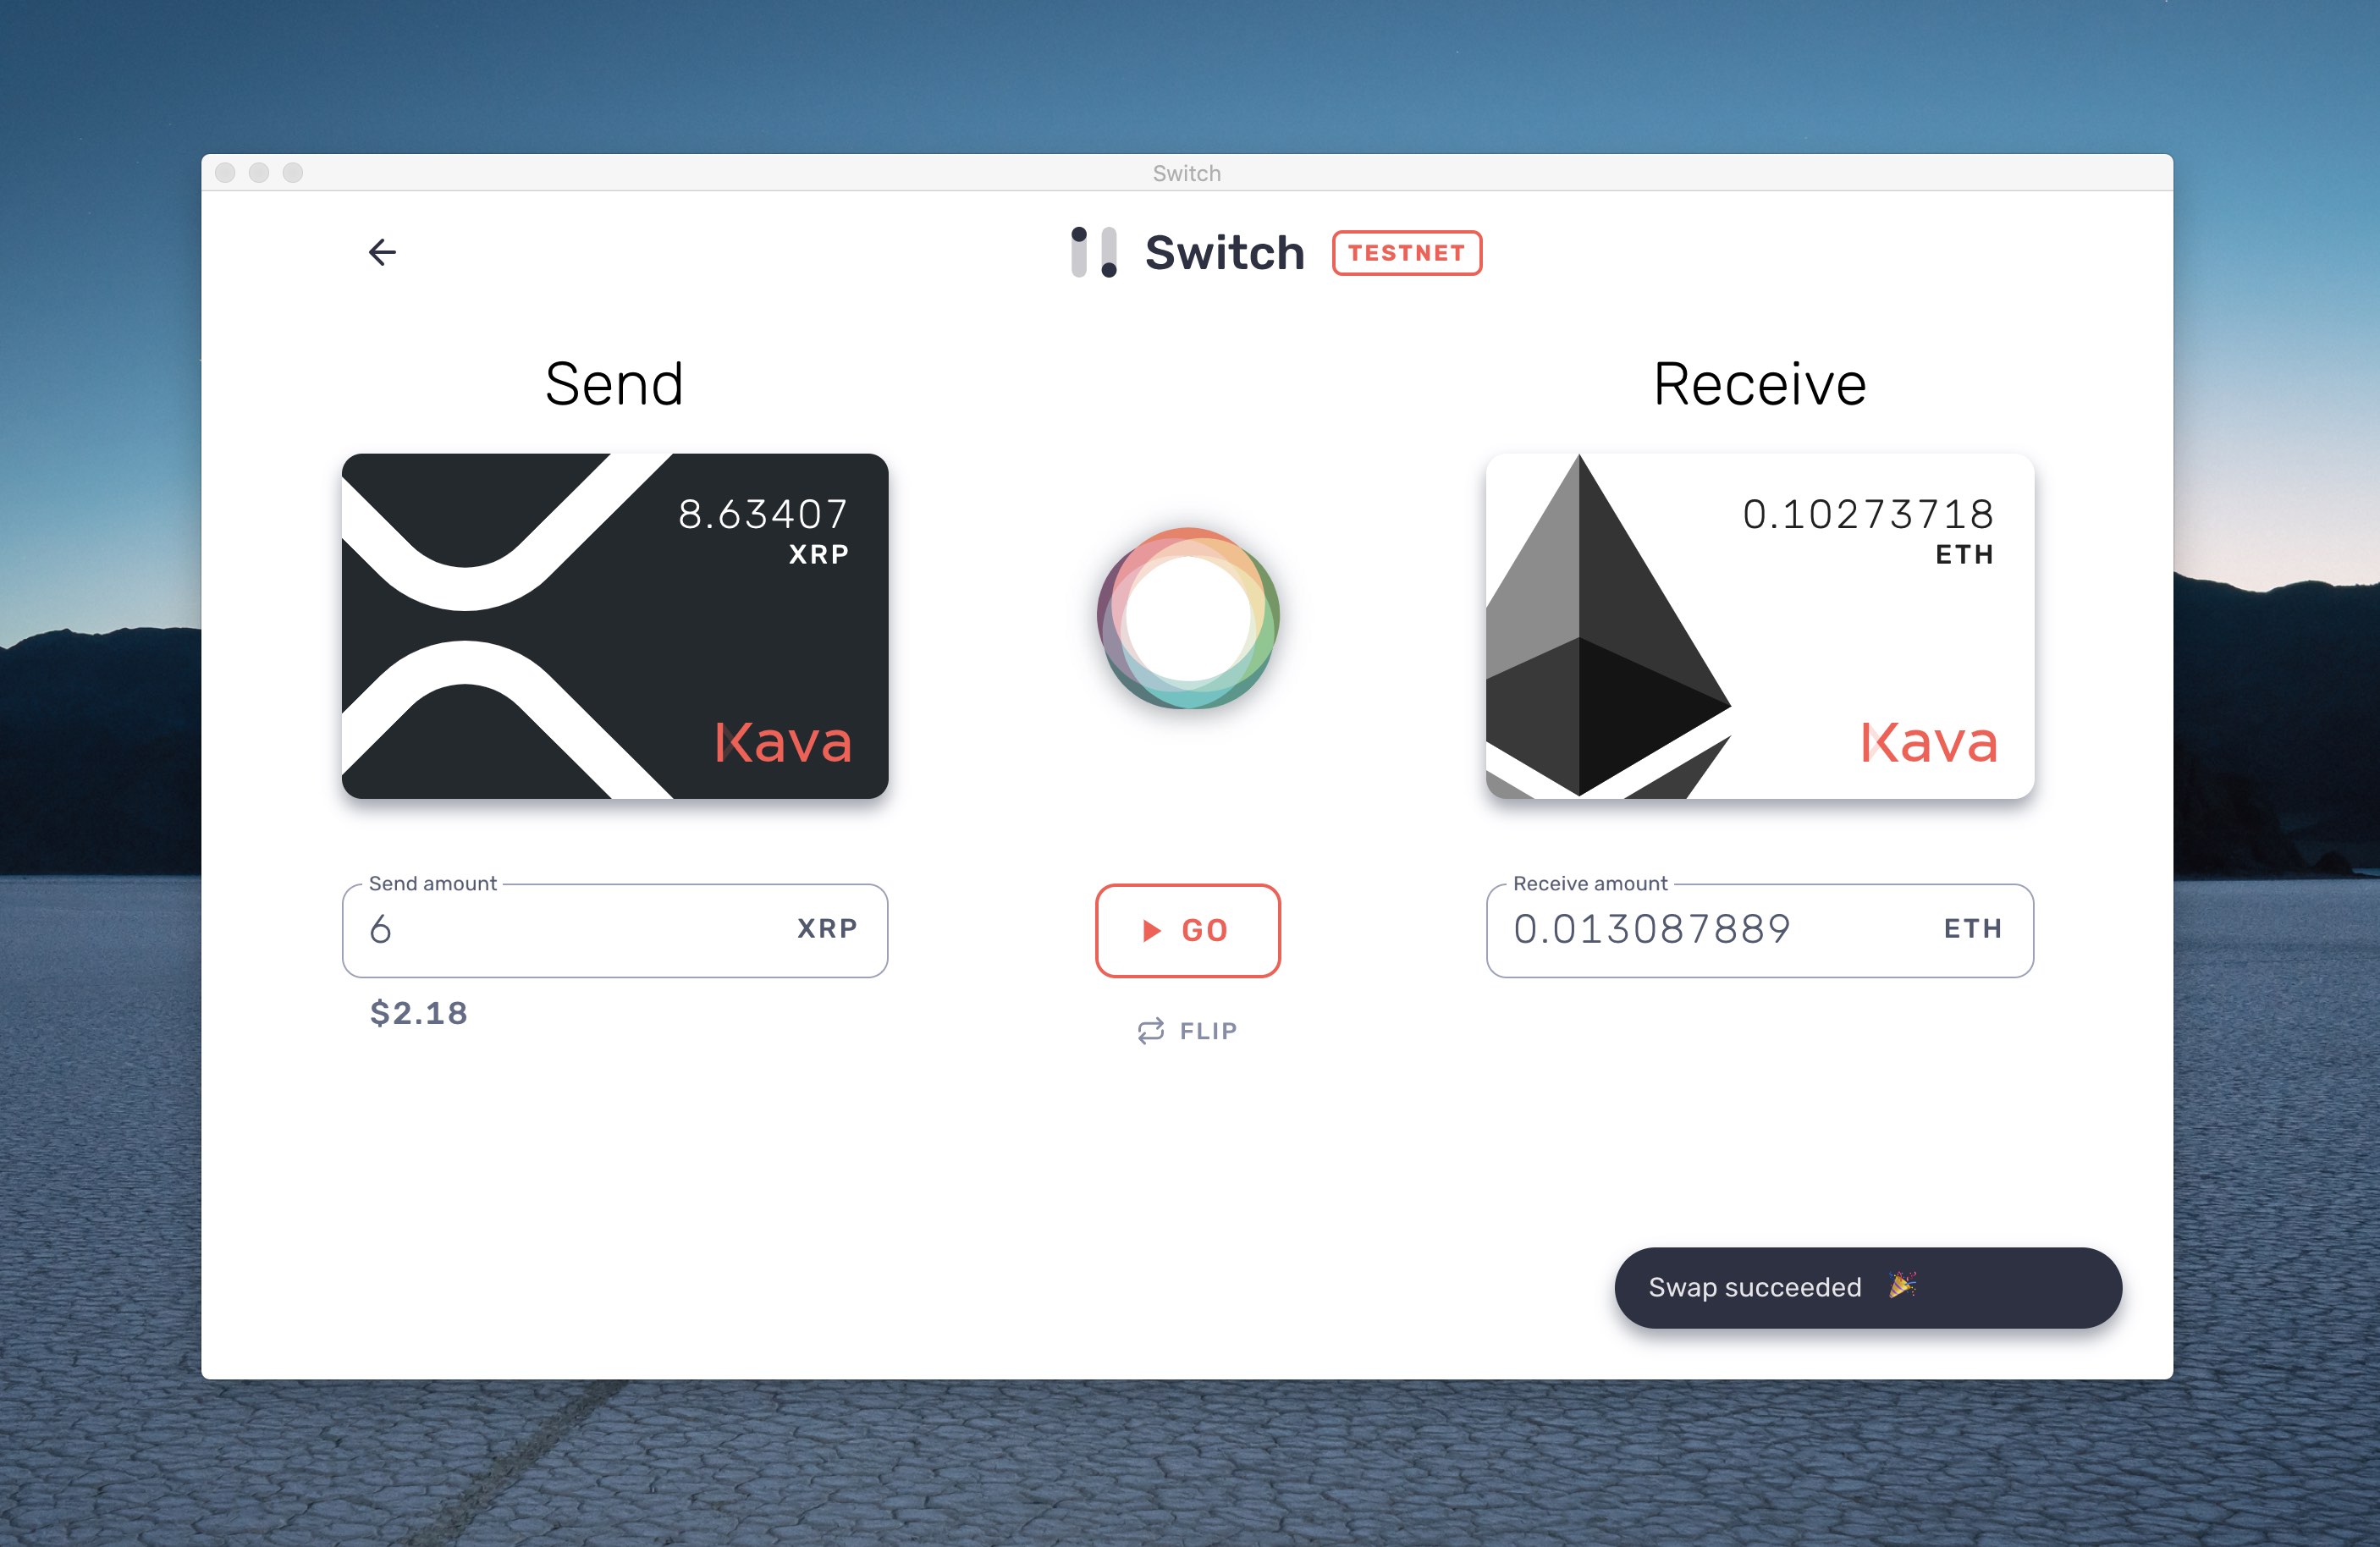 Switch
Switch TESTNET
Send
Receive
8.63407
XRP
Kava
0.10273718
ETH
Kava
Send amount
6 XRP
$2.18
GO
FLIP
Receive amount
0.013087889 ETH
Swap succeeded 🎉